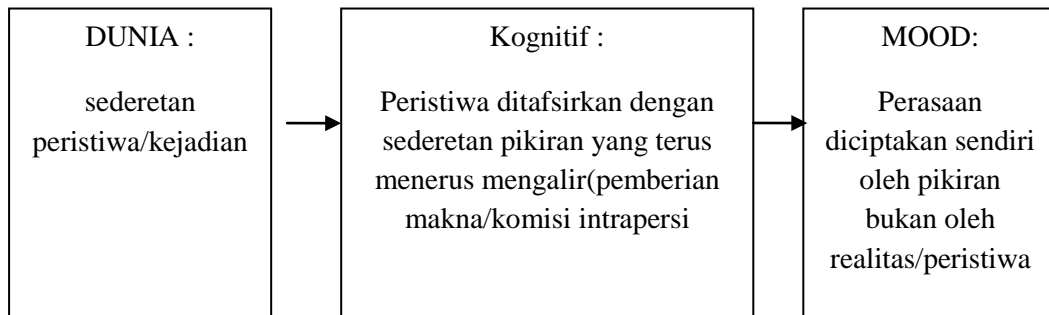 DUNIA :
sederetan
peristiwa/kejadian
Kognitif :
Peristiwa ditafsirkan dengan
sederetan pikiran yang terus
menerus mengalir(pemberian
makna/komisi intrapersi
MOOD:
Perasaan
diciptakan sendiri
oleh pikiran
bukan oleh
realitas/peristiwa